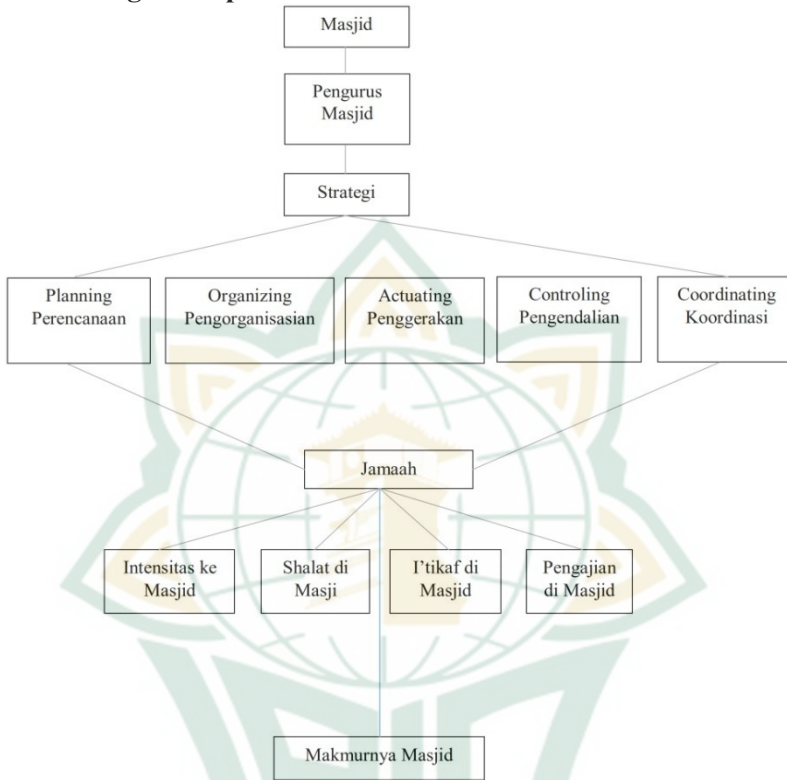 Masjid
Pengurus
Masjid
Strategi
Planning
Perencanaan
Organizing
Pengorganisasian
Actuating
Penggerakan
Controling
Pengendalian
Coordinating
Koordinasi
Jamaah
Intensitas ke
Masjid
Shalat di
Masji
I'tikaf di
Masjid
Pengajian
di Masjid
Makmurnya Masjid